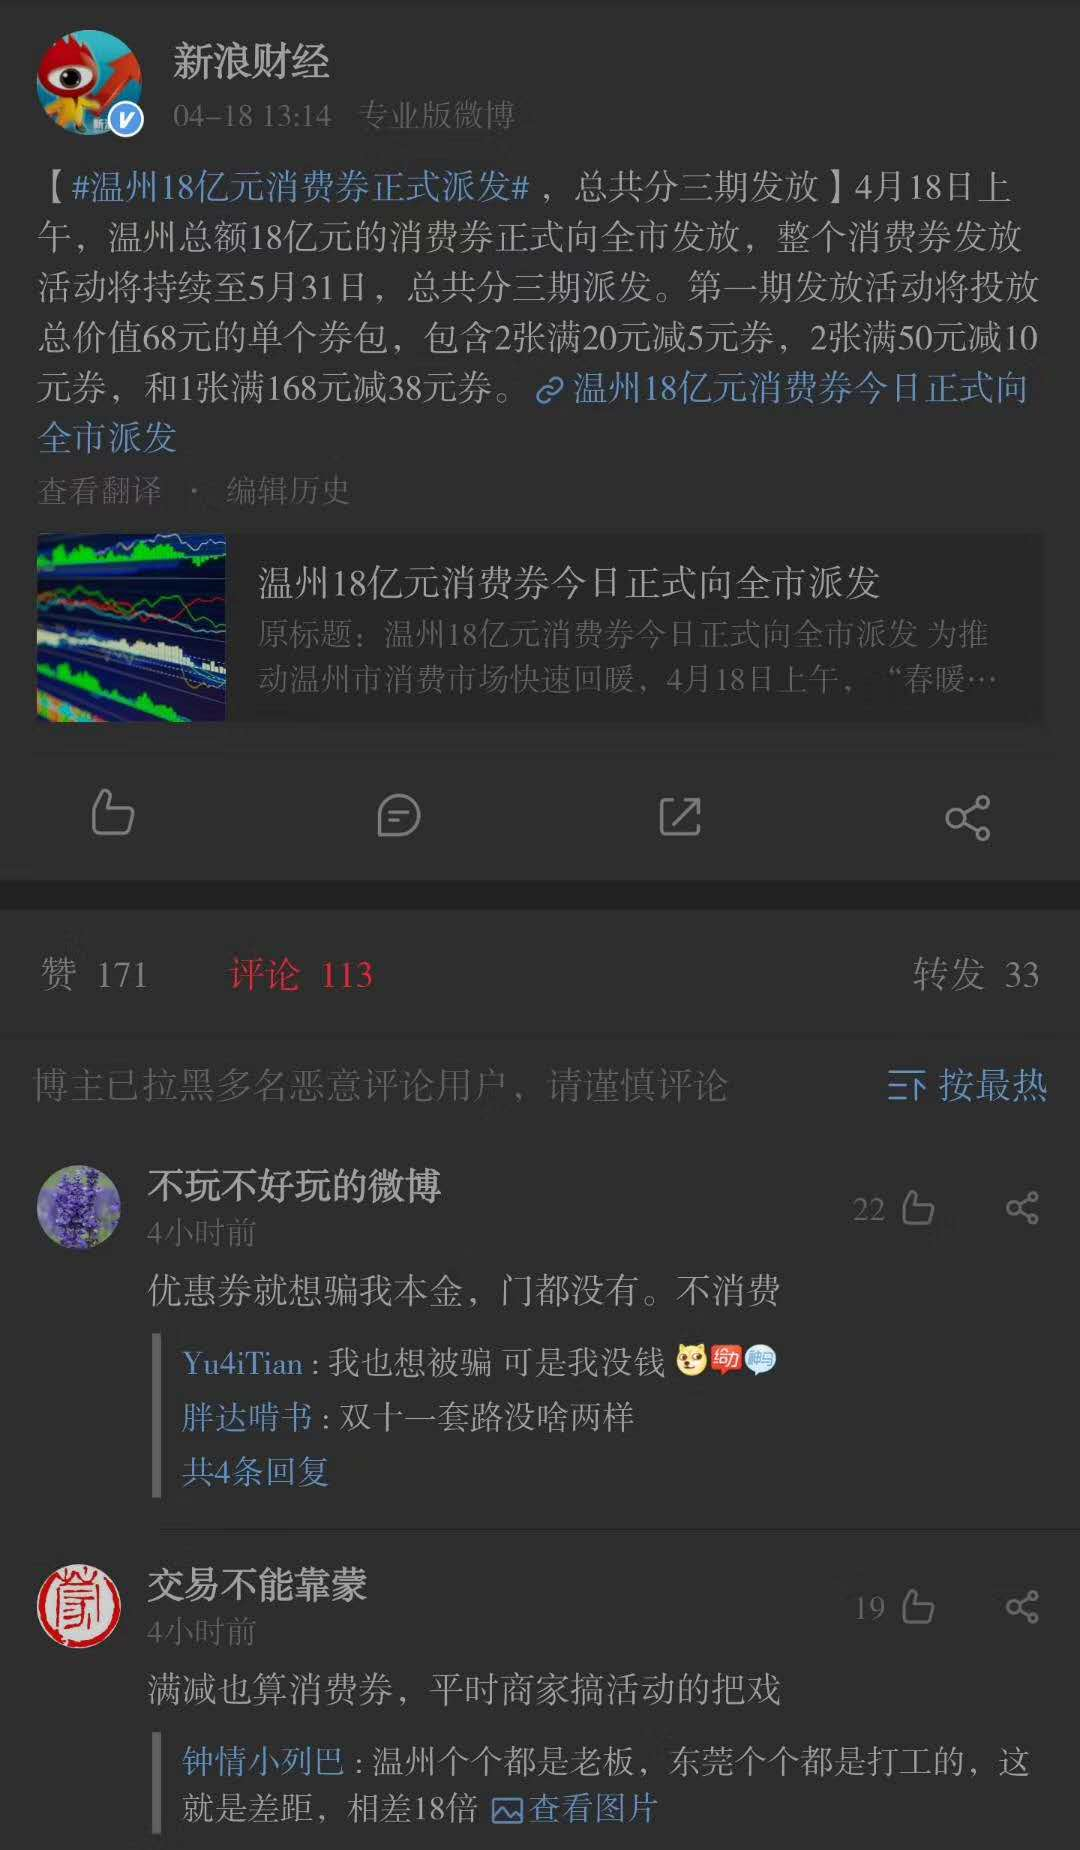 新浪财经
04-18 13:14 专业版微博
【#温州18亿元消费券正式派发#，总共分三期发放】4月18日上
午，温州总额18亿元的消费券正式向全市发放，整个消费券发放
活动将持续至5月31日，总共分三期派发。第一期发放活动将投放
总价值68元的单个券包，包含2张满20元减5元券，2张满50元减10
元券，和1张满168元减38元券。温州18亿元消费券今日正式向
全市派发
查看翻译 · 编辑历史
温州18亿元消费券今日正式向全市派发
原标题：温州18亿元消费券今日正式向全市派发 为推
动温州市消费市场快速回暖，4月18日上午，“春暖…
赞 171 评论 113 转发 33
博主已拉黑多名恶意评论用户，请谨慎评论 按最热
不玩不好玩的微博
4小时前 22
优惠券就想骗我本金，门都没有。不消费
Yu4iTian : 我也想被骗 可是我没钱 给力 神马
胖达啃书 : 双十一套路没啥两样
共4条回复
交易不能靠蒙
4小时前 19
满减也算消费券，平时商家搞活动的把戏
钟情小列巴 : 温州个个都是老板，东莞个个都是打工的，这
就是差距，相差18倍 查看图片